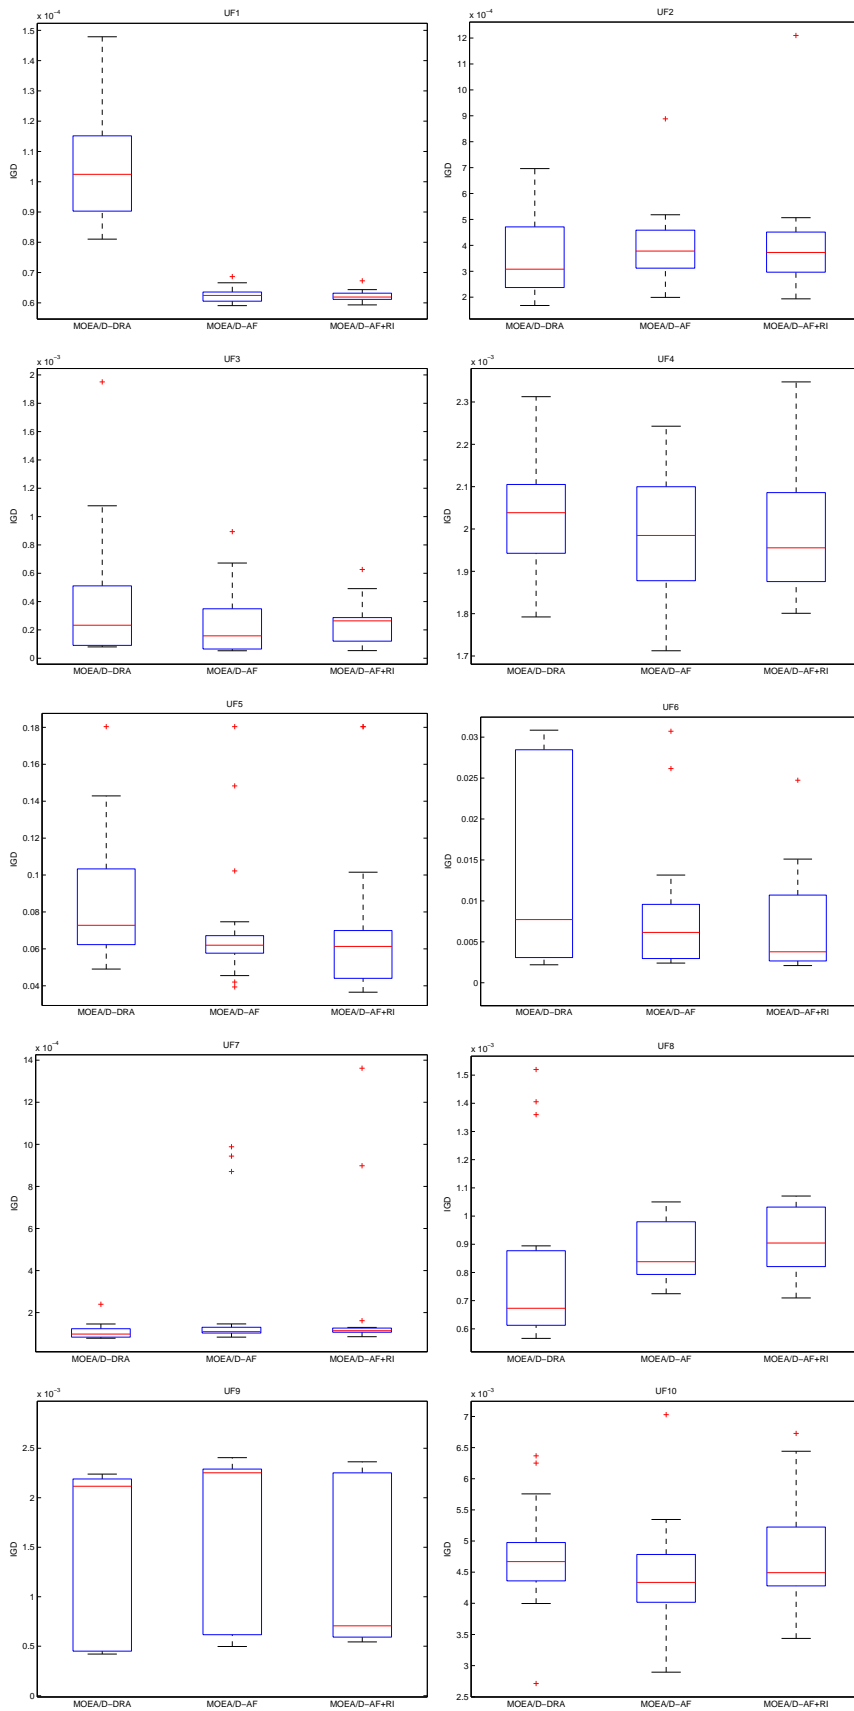 UF1
x 10⁻⁴
1.5
1.4
1.3
1.2
1.1
1
0.9
0.8
0.7
0.6
IGD
MOEA/D−DRA MOEA/D−AF MOEA/D−AF+RI
UF2
x 10⁻⁴
12
11
10
9
8
7
6
5
4
3
2
IGD
MOEA/D−DRA MOEA/D−AF MOEA/D−AF+RI
UF3
x 10⁻³
2
1.8
1.6
1.4
1.2
1
0.8
0.6
0.4
0.2
0
IGD
MOEA/D−DRA MOEA/D−AF MOEA/D−AF+RI
UF4
x 10⁻³
2.3
2.2
2.1
2
1.9
1.8
1.7
IGD
MOEA/D−DRA MOEA/D−AF MOEA/D−AF+RI
UF5
0.18
0.16
0.14
0.12
0.1
0.08
0.06
0.04
IGD
MOEA/D−DRA MOEA/D−AF MOEA/D−AF+RI
UF6
0.03
0.025
0.02
0.015
0.01
0.005
0
IGD
MOEA/D−DRA MOEA/D−AF MOEA/D−AF+RI
UF7
x 10⁻⁴
14
12
10
8
6
4
2
IGD
MOEA/D−DRA MOEA/D−AF MOEA/D−AF+RI
UF8
x 10⁻³
1.5
1.4
1.3
1.2
1.1
1
0.9
0.8
0.7
0.6
IGD
MOEA/D−DRA MOEA/D−AF MOEA/D−AF+RI
UF9
x 10⁻³
2.5
2
1.5
1
0.5
0
IGD
MOEA/D−DRA MOEA/D−AF MOEA/D−AF+RI
UF10
x 10⁻³
7
6.5
6
5.5
5
4.5
4
3.5
3
2.5
IGD
MOEA/D−DRA MOEA/D−AF MOEA/D−AF+RI